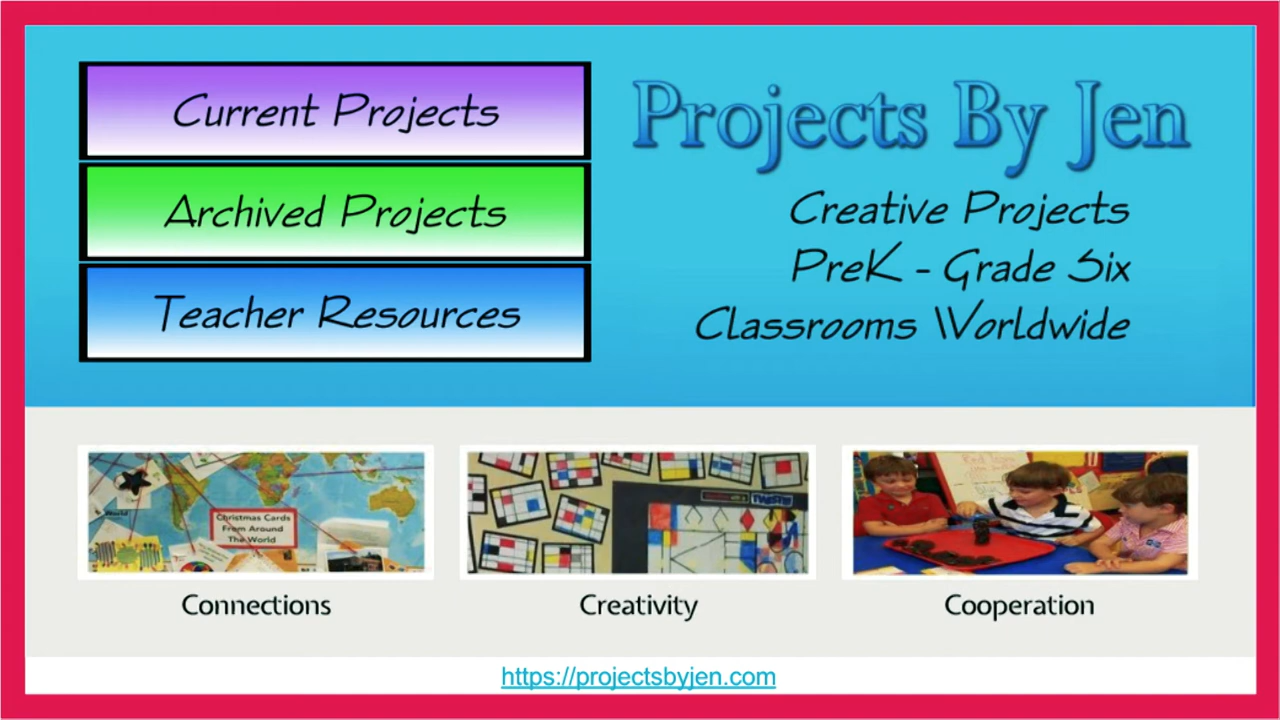 Current Projects
Archived Projects
Teacher Resources
Projects By Jen
Creative Projects
PreK - Grade Six
Classrooms Worldwide
Christmas Cards
From Around
The World
Connections
Creativity
Cooperation
https://projectsbyjen.com